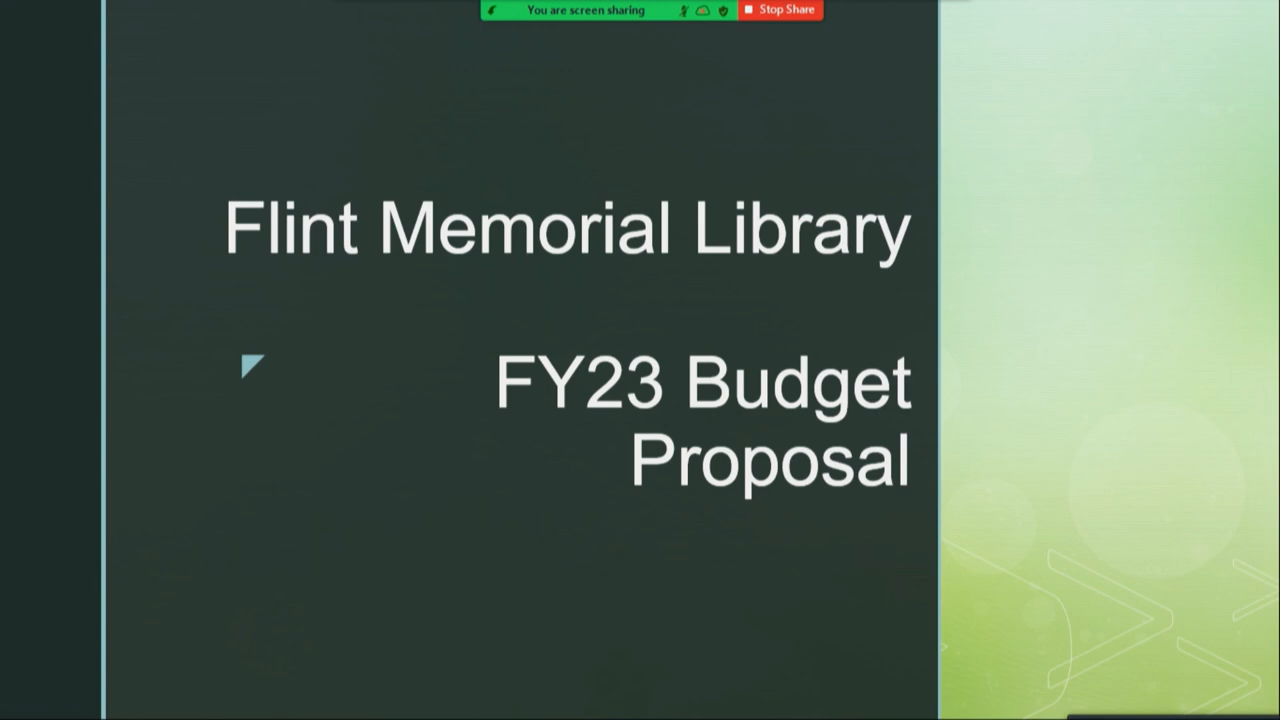 You are screen sharing
Stop Share
Flint Memorial Library
FY23 Budget
Proposal